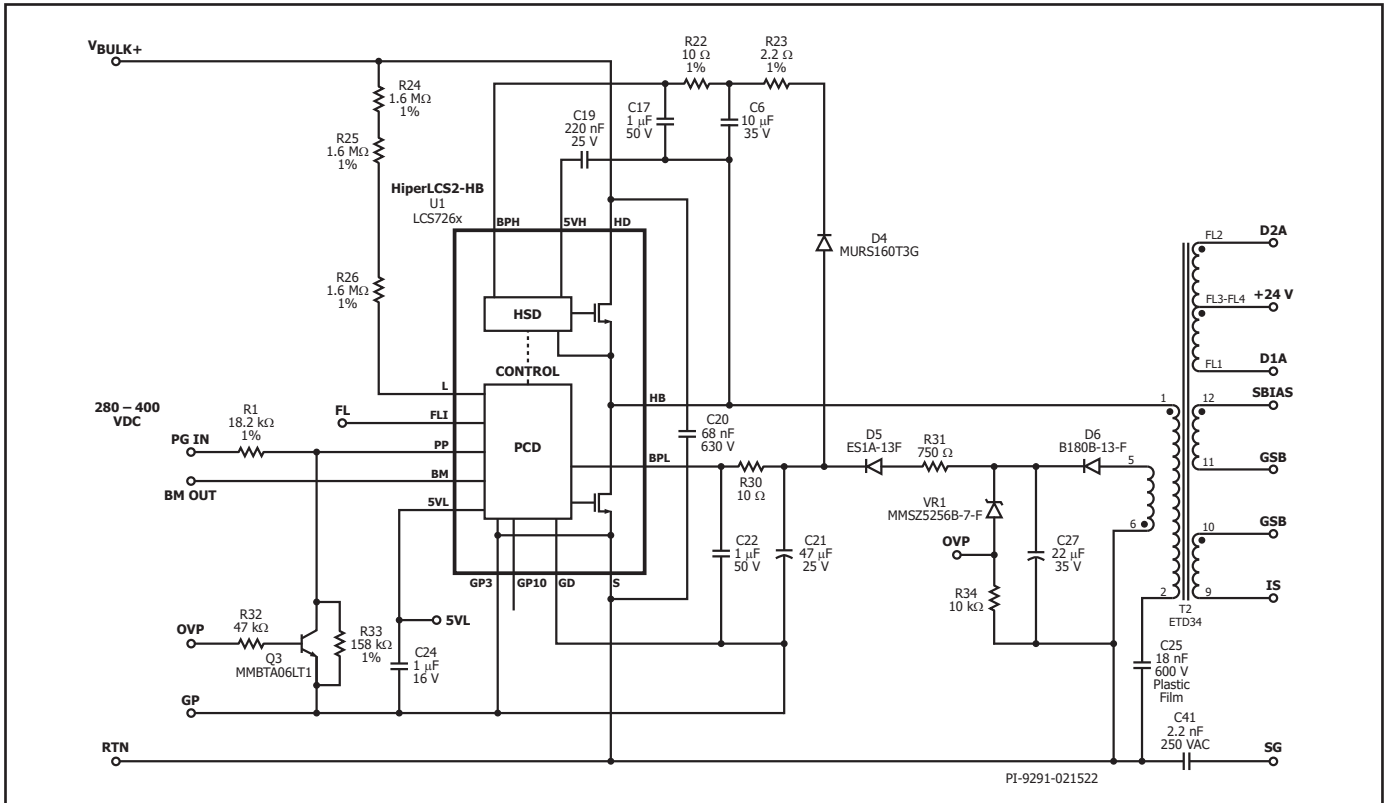 VBULK+
R24
1.6 MΩ
1%
R25
1.6 MΩ
1%
R26
1.6 MΩ
1%
R22
10 Ω
1%
R23
2.2 Ω
1%
C19
220 nF
25 V
C17
1 μF
50 V
C6
10 μF
35 V
HiperLCS2-HB
U1
LCS726x
BPH
5VH
HD
D4
MURS160T3G
HSD
CONTROL
PCD
L
FLI
PP
BM
5VL
HB
BPL
GP3
GP10
GD
S
280 – 400
VDC
R1
18.2 kΩ
1%
FL
PG IN
BM OUT
C20
68 nF
630 V
D5
ES1A-13F
R31
750 Ω
D6
B180B-13-F
R30
10 Ω
VR1
MMSZ5256B-7-F
OVP
R34
10 kΩ
C22
1 μF
50 V
C21
47 μF
25 V
C27
22 μF
35 V
5
6
1
2
FL2
D2A
FL3-FL4
+24 V
FL1
D1A
SBIAS
12
11
GSB
10
GSB
9
IS
T2
ETD34
OVP
R32
47 kΩ
Q3
MMBTA06LT1
R33
158 kΩ
1%
5VL
C24
1 μF
16 V
GP
RTN
C25
18 nF
600 V
Plastic
Film
C41
2.2 nF
250 VAC
SG
PI-9291-021522